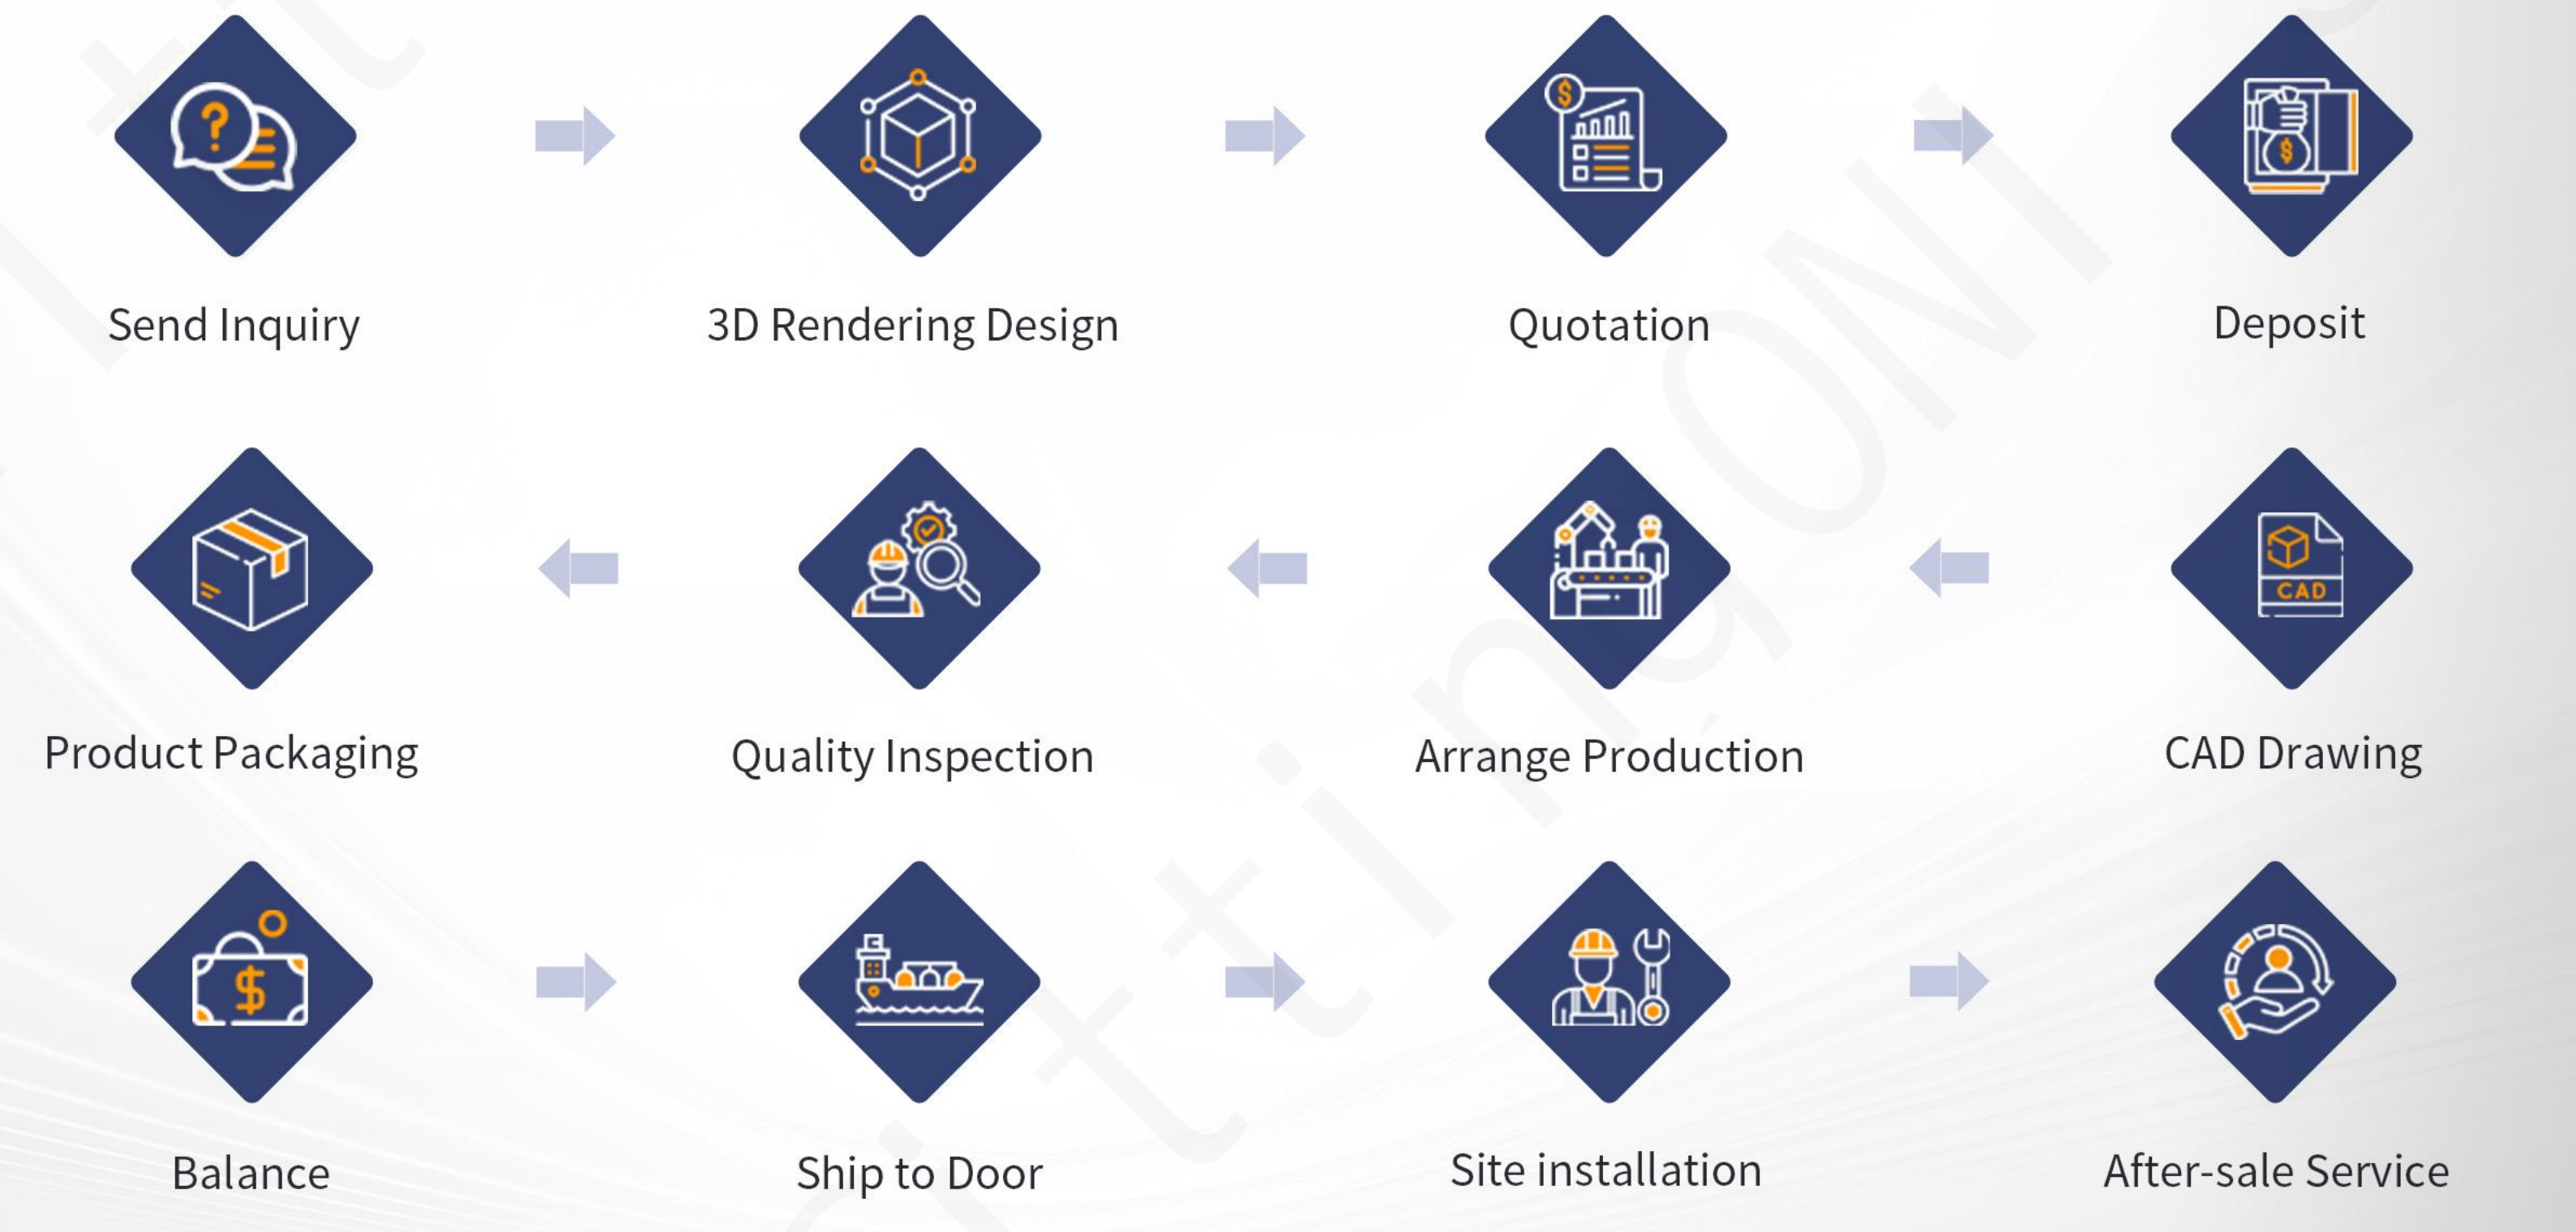 Send Inquiry
3D Rendering Design
Quotation
Deposit
Product Packaging
Quality Inspection
Arrange Production
CAD
CAD Drawing
Balance
Ship to Door
Site installation
After-sale Service